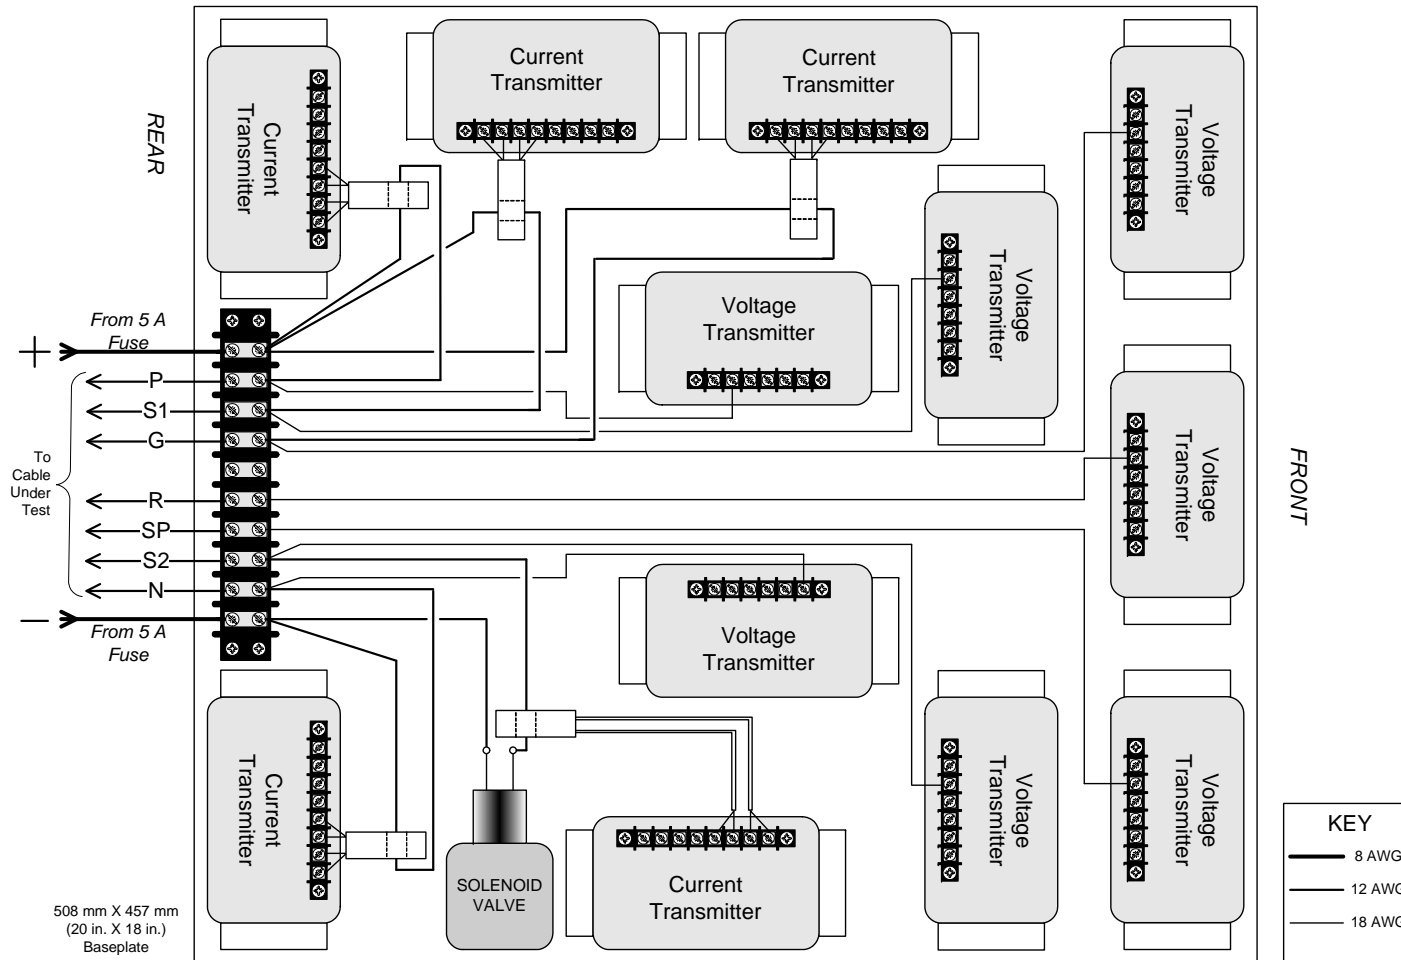 REAR
Current
Transmitter
Current
Transmitter
Current
Transmitter
Voltage
Transmitter
Voltage
Transmitter
Voltage
Transmitter
From 5 A
Fuse
+
P
S1
G
To
Cable
Under
Test
R
SP
S2
N
—
From 5 A
Fuse
Voltage
Transmitter
FRONT
Voltage
Transmitter
Current
Transmitter
SOLENOID
VALVE
Current
Transmitter
Voltage
Transmitter
Voltage
Transmitter
508 mm X 457 mm
(20 in. X 18 in.)
Baseplate
KEY
8 AWG
12 AWG
18 AWG